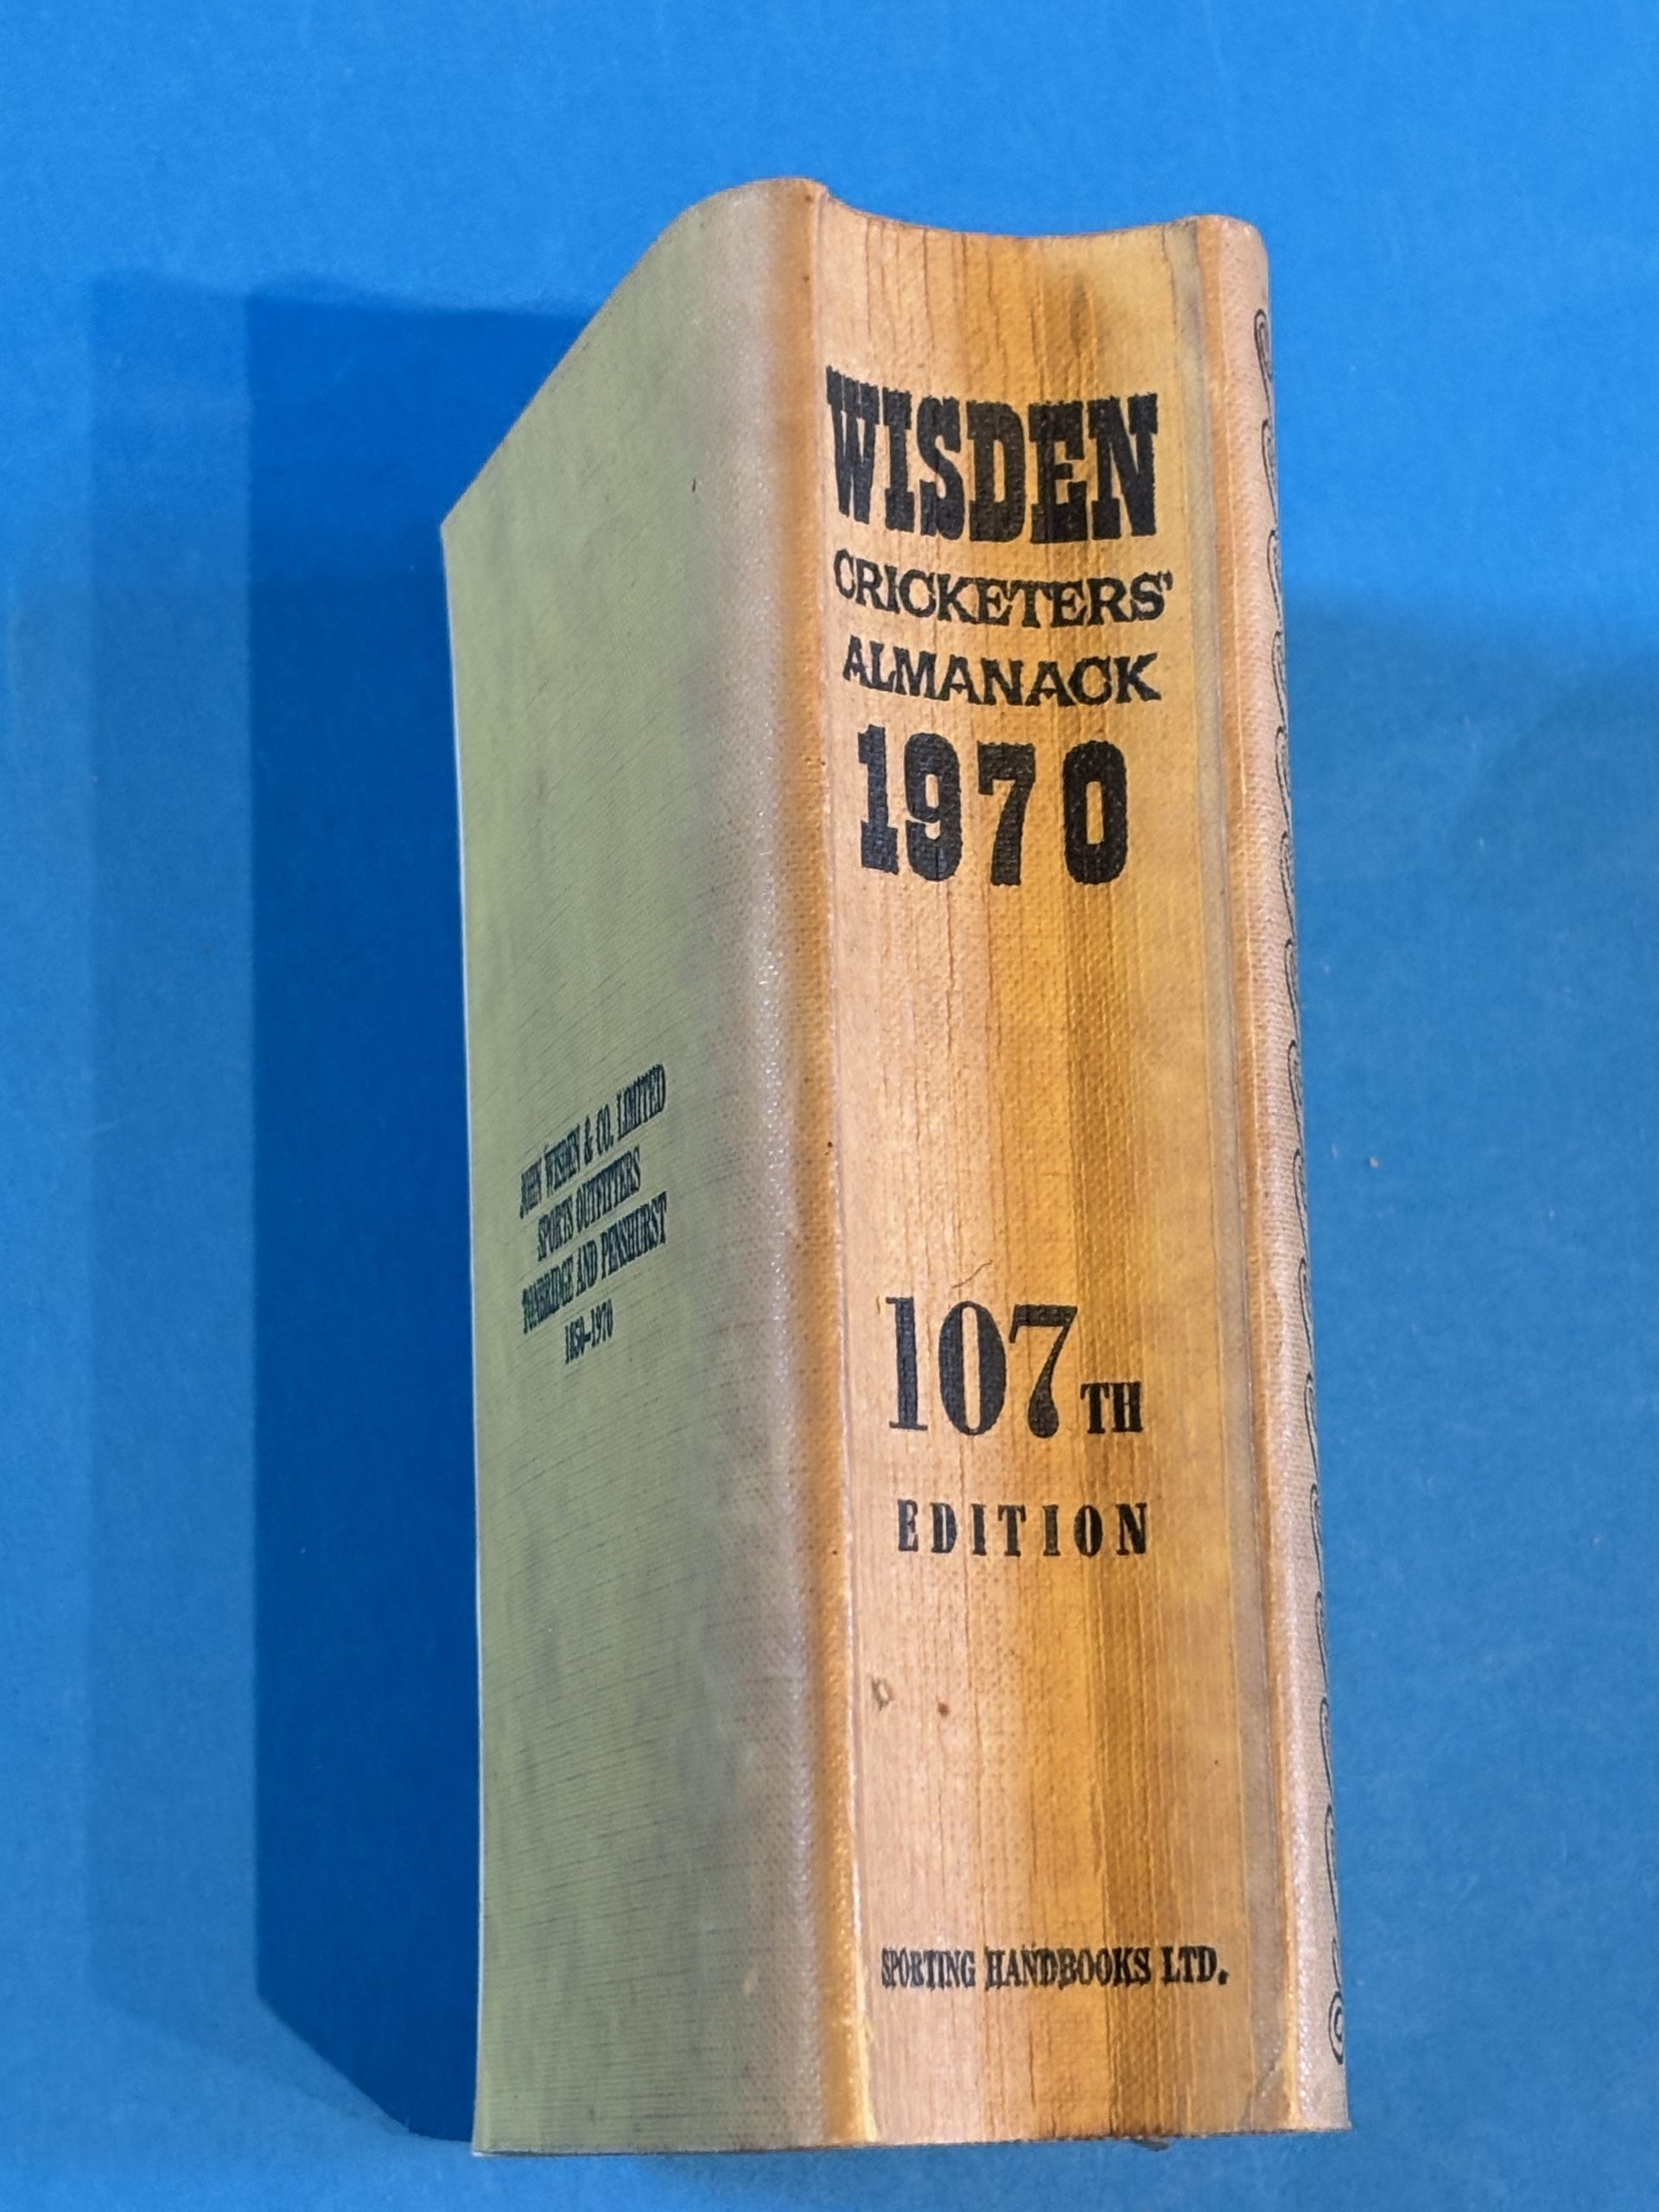 WISDEN
CRICKETERS'
ALMANACK
1970
107TH
EDITION
SPORTING HANDBOOKS LTD.
JOHN WISDEN & CO. LIMITED
SPORTS OUTFITTERS
TONBRIDGE AND PENSHURST
1850–1970